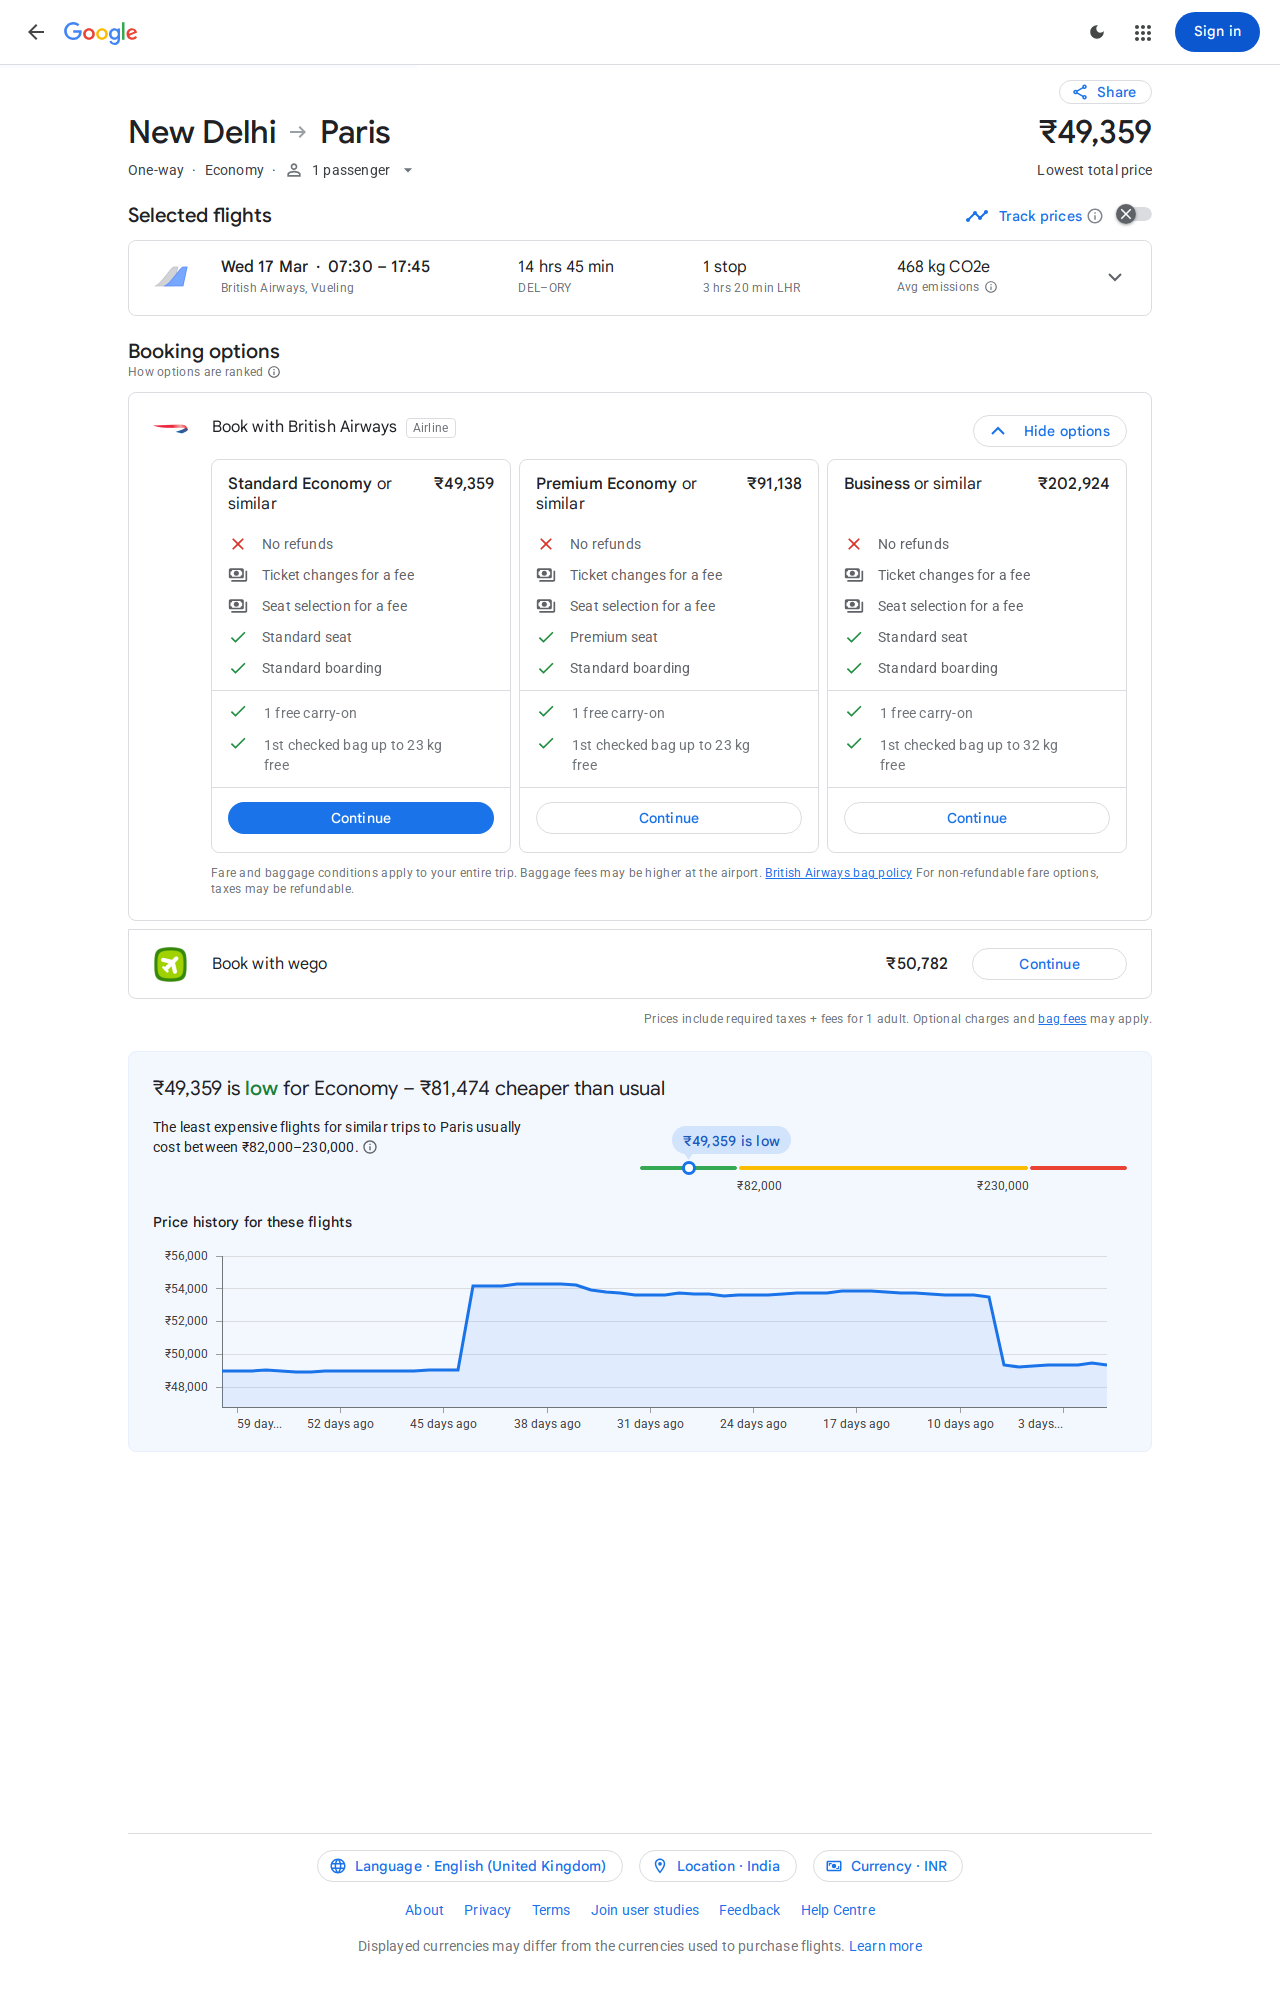 Google
Sign in
Share
New Delhi → Paris
₹49,359
One-way · Economy · 1 passenger
Lowest total price
Selected flights
Track prices
Wed 17 Mar · 07:30 – 17:45
14 hrs 45 min
1 stop
468 kg CO2e
British Airways, Vueling
DEL–ORY
3 hrs 20 min LHR
Avg emissions
Booking options
How options are ranked
Book with British Airways
Airline
Hide options
Standard Economy or similar
₹49,359
No refunds
Ticket changes for a fee
Seat selection for a fee
Standard seat
Standard boarding
1 free carry-on
1st checked bag up to 23 kg
free
Continue
Premium Economy or similar
₹91,138
No refunds
Ticket changes for a fee
Seat selection for a fee
Premium seat
Standard boarding
1 free carry-on
1st checked bag up to 23 kg
free
Continue
Business or similar
₹202,924
No refunds
Ticket changes for a fee
Seat selection for a fee
Standard seat
Standard boarding
1 free carry-on
1st checked bag up to 32 kg
free
Continue
Fare and baggage conditions apply to your entire trip. Baggage fees may be higher at the airport. British Airways bag policy For non-refundable fare options,
taxes may be refundable.
Book with wego
₹50,782
Continue
Prices include required taxes + fees for 1 adult. Optional charges and bag fees may apply.
₹49,359 is low for Economy – ₹81,474 cheaper than usual
The least expensive flights for similar trips to Paris usually
cost between ₹82,000–230,000.
₹49,359 is low
₹82,000
₹230,000
Price history for these flights
₹56,000
₹54,000
₹52,000
₹50,000
₹48,000
59 day...
52 days ago
45 days ago
38 days ago
31 days ago
24 days ago
17 days ago
10 days ago
3 days...
Language · English (United Kingdom)
Location · India
Currency · INR
About
Privacy
Terms
Join user studies
Feedback
Help Centre
Displayed currencies may differ from the currencies used to purchase flights. Learn more